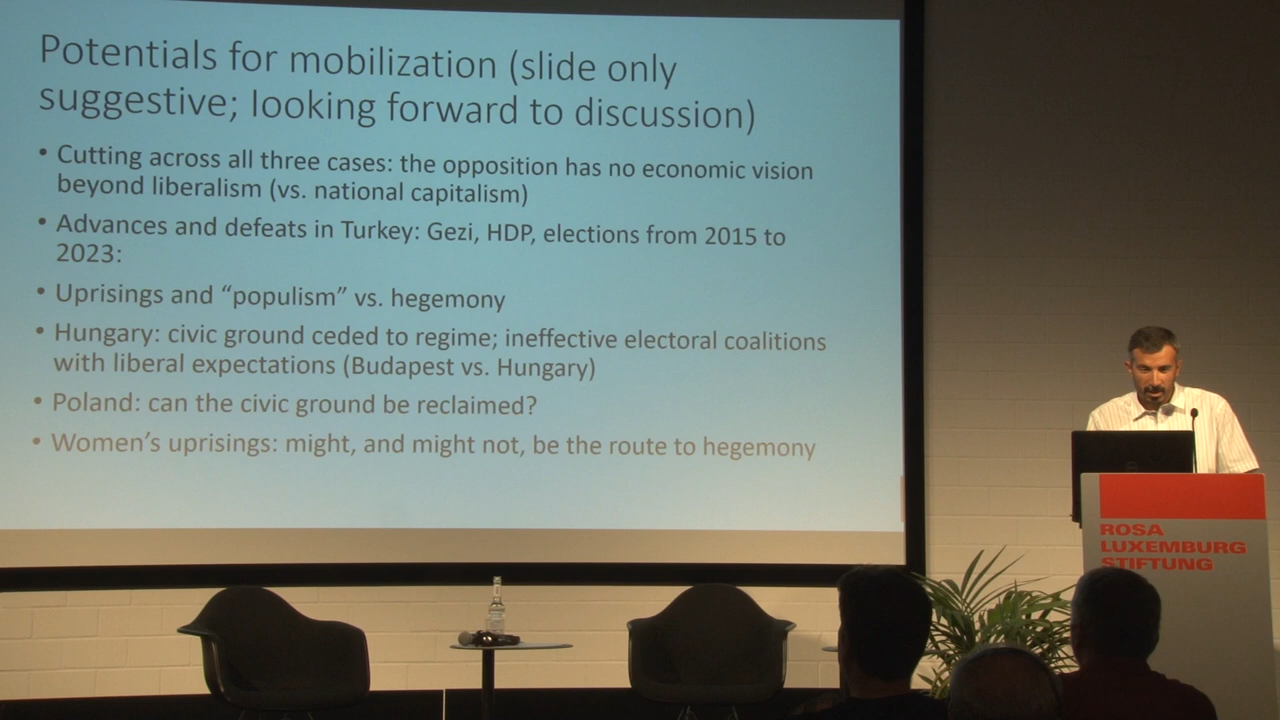 Potentials for mobilization (slide only
suggestive; looking forward to discussion)
• Cutting across all three cases: the opposition has no economic vision
beyond liberalism (vs. national capitalism)
• Advances and defeats in Turkey: Gezi, HDP, elections from 2015 to
2023:
• Uprisings and “populism” vs. hegemony
• Hungary: civic ground ceded to regime; ineffective electoral coalitions
with liberal expectations (Budapest vs. Hungary)
• Poland: can the civic ground be reclaimed?
• Women’s uprisings: might, and might not, be the route to hegemony
ROSA
LUXEMBURG
STIFTUNG